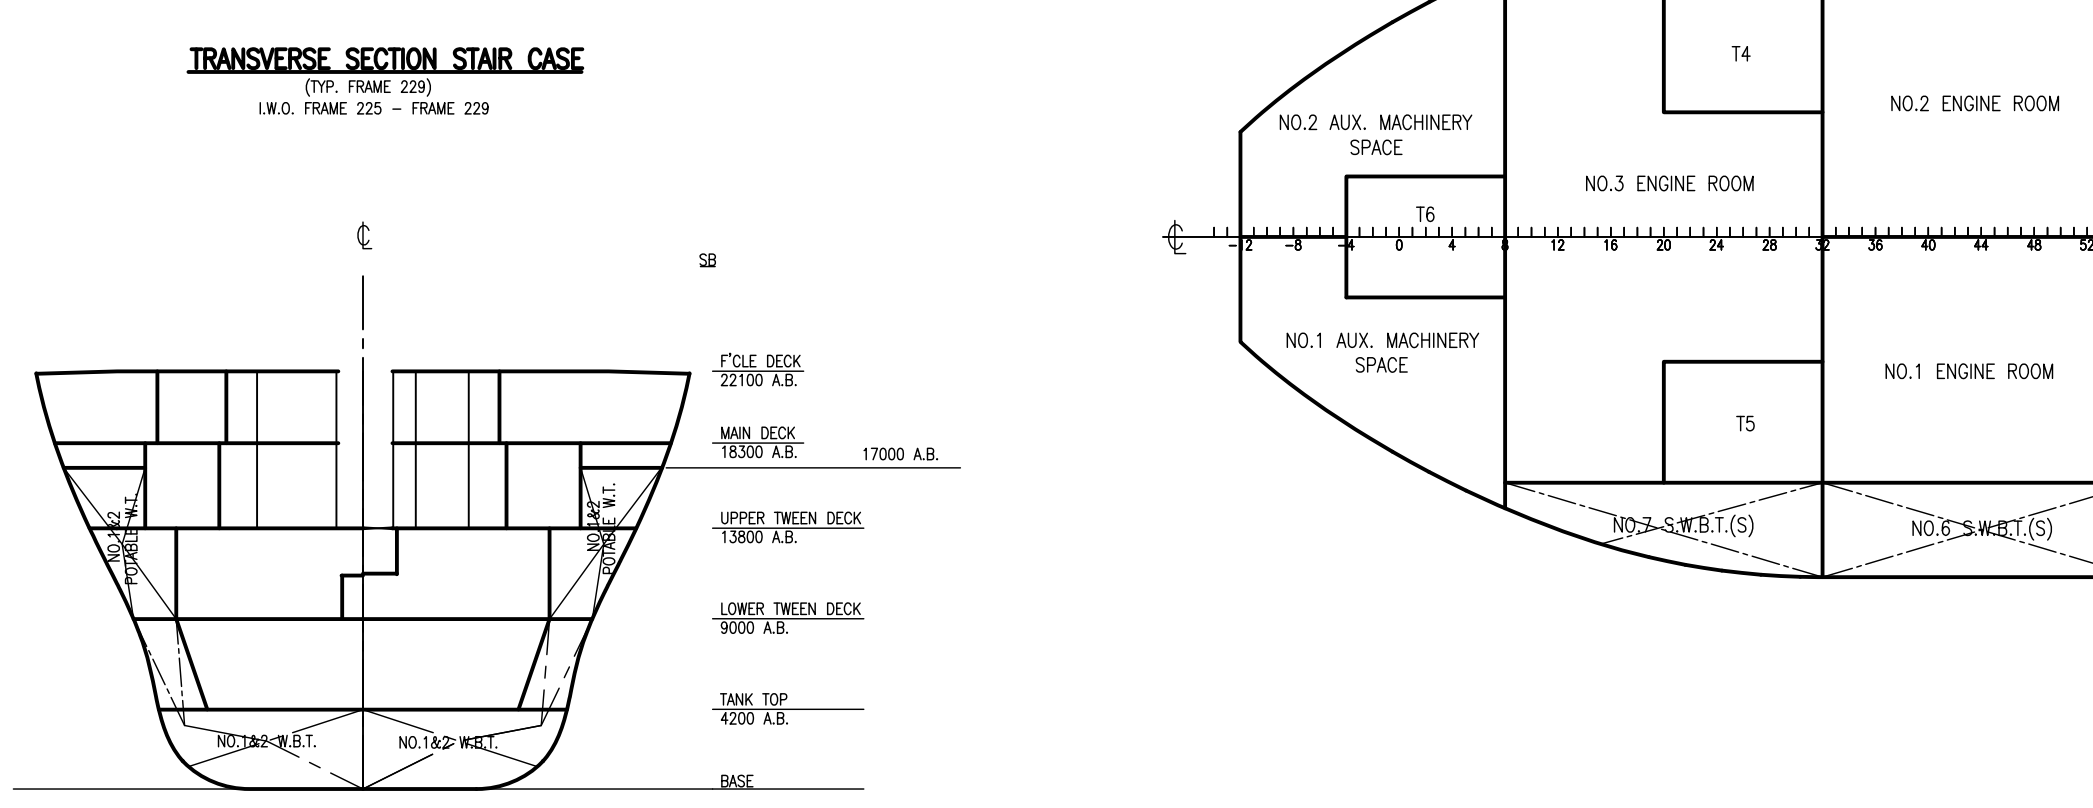 TRANSVERSE SECTION STAIR CASE
(TYP. FRAME 229)
I.W.O. FRAME 225 - FRAME 229
℄
SB
F'CLE DECK
22100 A.B.
MAIN DECK
18300 A.B.
17000 A.B.
UPPER TWEEN DECK
13800 A.B.
LOWER TWEEN DECK
9000 A.B.
TANK TOP
4200 A.B.
BASE
NO.1&2
POTABLE W.T.
NO.1&2
POTABLE W.T.
NO.1&2 W.B.T.
NO.1&2 W.B.T.
T4
NO.2 ENGINE ROOM
NO.2 AUX. MACHINERY
SPACE
NO.3 ENGINE ROOM
T6
℄
-12 -8 -4 0 4 8 12 16 20 24 28 32 36 40 44 48 52
NO.1 AUX. MACHINERY
SPACE
NO.1 ENGINE ROOM
T5
NO.7 S.W.B.T.(S)
NO.6 S.W.B.T.(S)